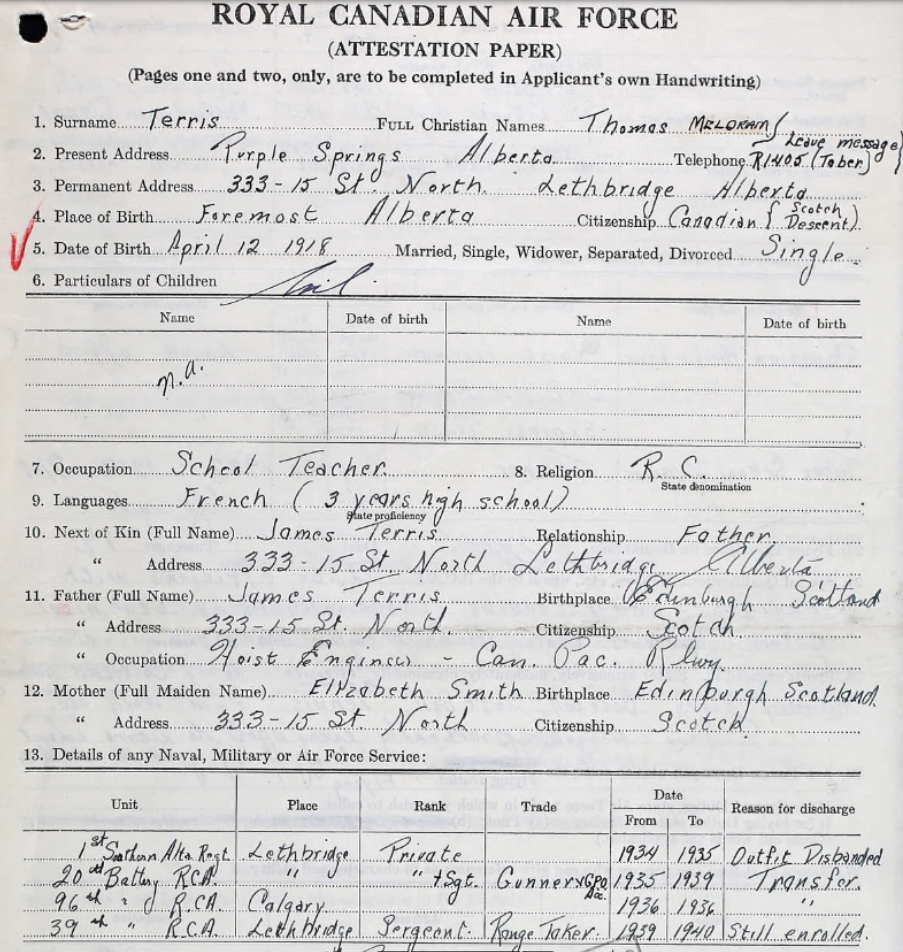 ROYAL CANADIAN AIR FORCE
(ATTESTATION PAPER)
(Pages one and two, only, are to be completed in Applicant's own Handwriting)
1. Surname Terris FULL Christian Names Thomas
Leave message
2. Present Address Purple Springs Alberta Telephone R1405 (Taber)
3. Permanent Address 333-15 St. North. Lethbridge Alberta
4. Place of Birth Foremost Alberta Citizenship Canadian (Scotch Descent)
5. Date of Birth April 12 1918 Married, Single, Widower, Separated, Divorced Single.
6. Particulars of Children nil.
Name Date of birth Name Date of birth
n.a.
7. Occupation School Teacher. 8. Religion R.C.
State denomination
9. Languages French (3 years high school)
State proficiency
10. Next of Kin (Full Name) James Terris Relationship Father.
" Address 333-15 St North Lethbridge Alberta
11. Father (Full Name) James Terris Birthplace Edinburgh Scotland
" Address 333-15 St. North. Citizenship Scotch
" Occupation Hoist Engineer - Can. Pac. Rlwy.
12. Mother (Full Maiden Name) Elizabeth Smith Birthplace Edinburgh Scotland.
" Address 333-15 St North Citizenship Scotch
13. Details of any Naval, Military or Air Force Service:
Unit Place Rank Trade Date Reason for discharge
From To
1st Southern Alta Regt Lethbridge Private 1934 1935 Outfit Disbanded
20th Battery RCA. " " + Sgt. Gunner & GPO 1935 1939 Transfer.
96th " R.CA Calgary. 1936 1936 "
39th " R.C.A. Lethbridge Sergeant. Range Taker. 1939 1940 Still enrolled.